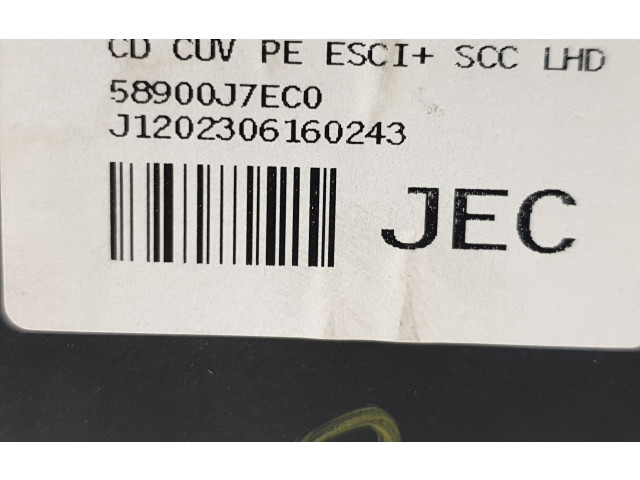 CD CUV PE ESCI+ SCC LHD
58900J7EC0
J1202306160243
JEC